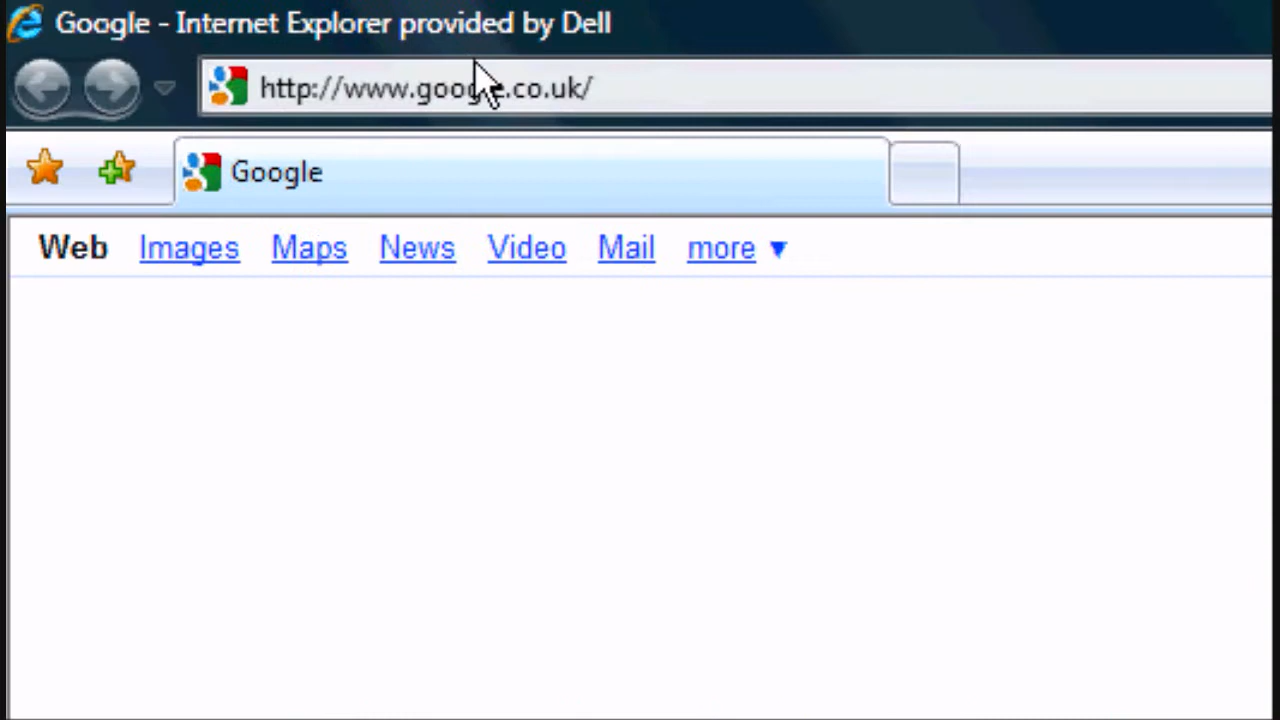 Google - Internet Explorer provided by Dell
http://www.google.co.uk/
Google
Web Images Maps News Video Mail more ▼